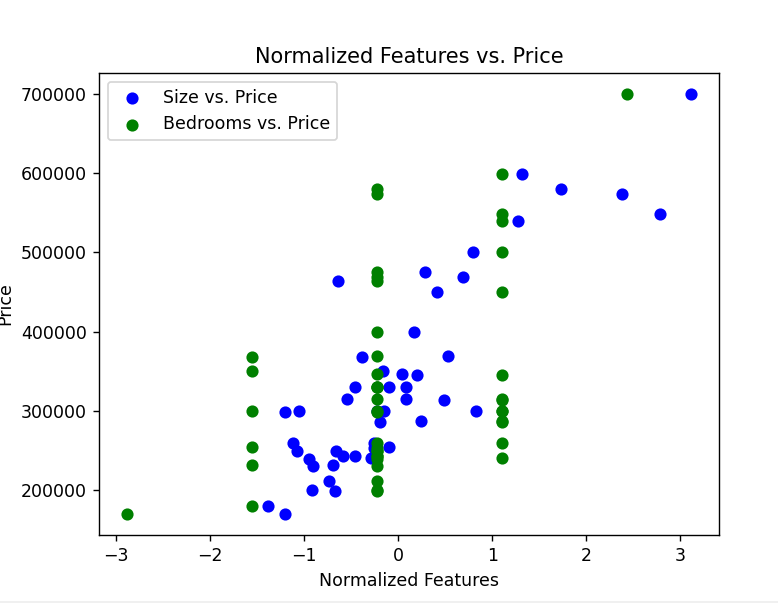 Normalized Features vs. Price
Size vs. Price
Bedrooms vs. Price
Price
700000
600000
500000
400000
300000
200000
−3 −2 −1 0 1 2 3
Normalized Features